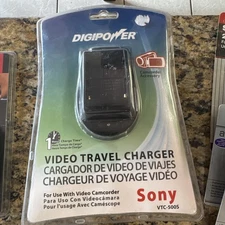 DIGIPOWER
VIDEO TRAVEL CHARGER
CARGADOR DE VIDEO DE VIAJES
CHARGEUR DE VOYAGE VIDÉO
For Use With Video Camcorder
Para Uso Con Videocámara
Pour l'usage Avec Caméscope
Sony
VTC-500S